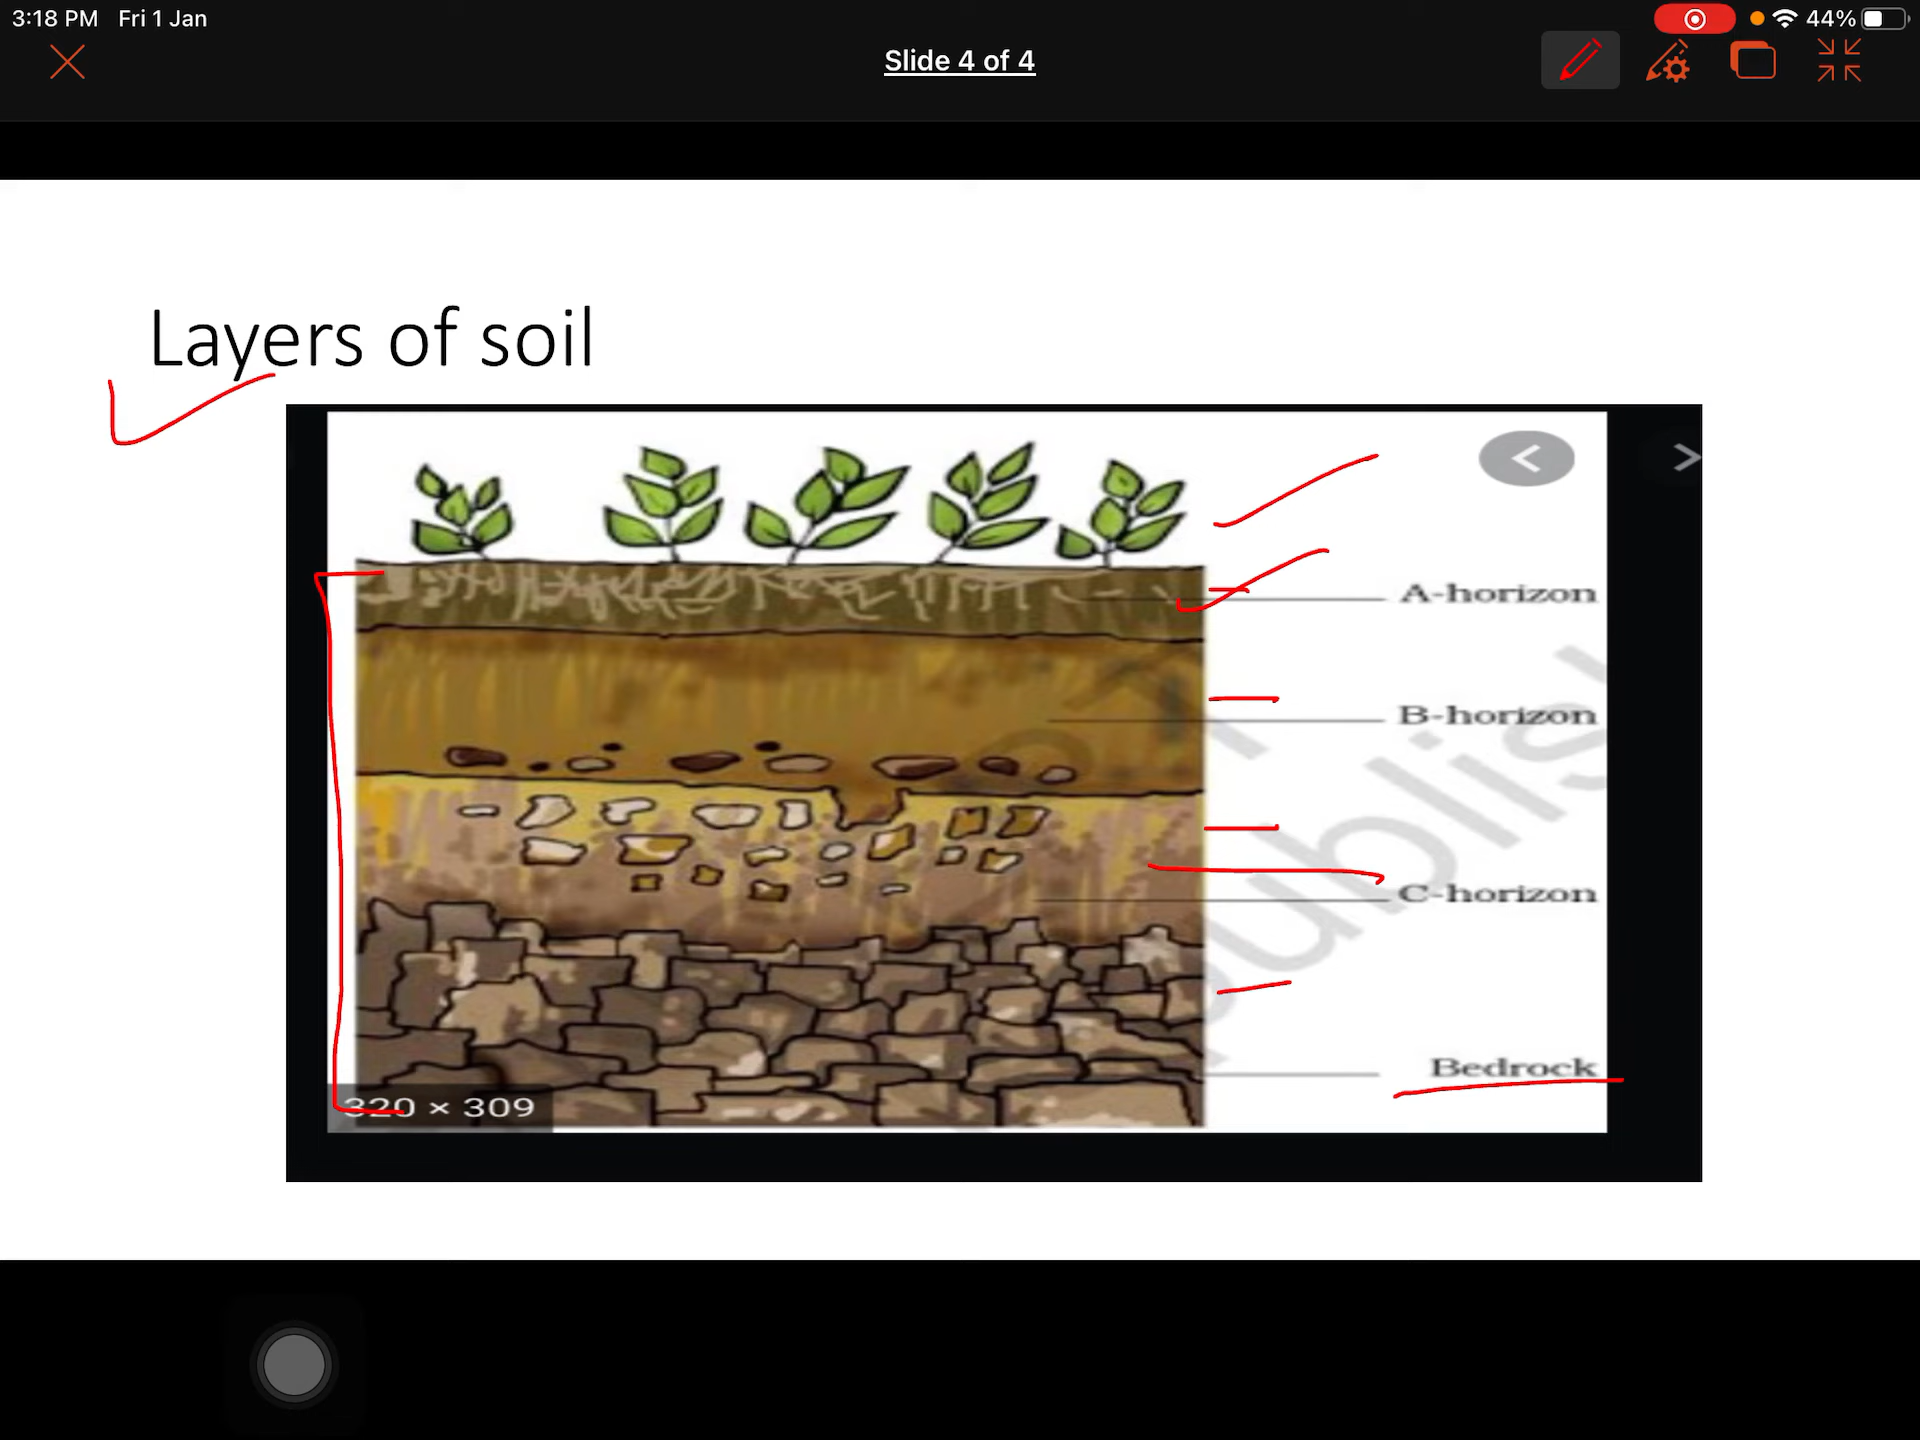 3:18 PM Fri 1 Jan
44%
Slide 4 of 4
Layers of soil
A-horizon
B-horizon
C-horizon
Bedrock
320 × 309